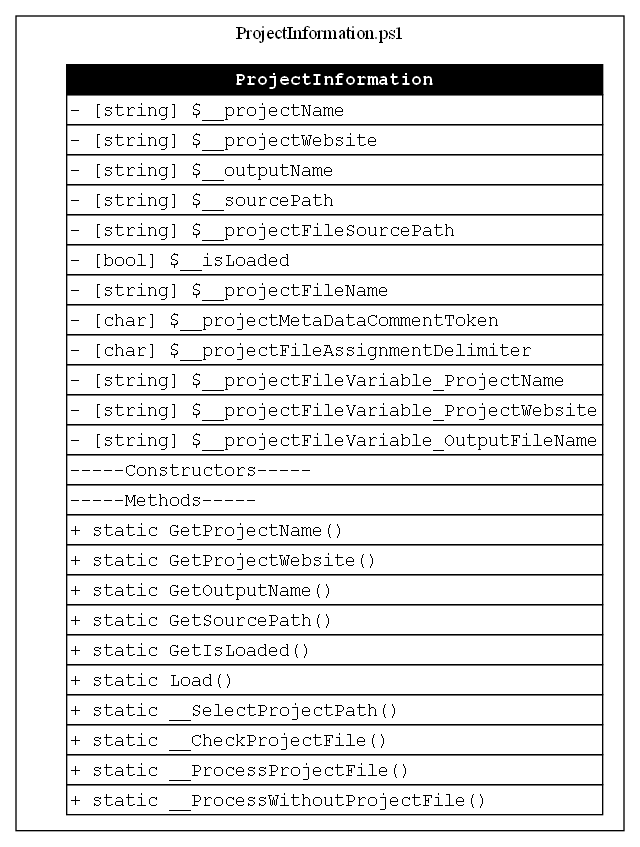 ProjectInformation.ps1
ProjectInformation
- [string] $__projectName
- [string] $__projectWebsite
- [string] $__outputName
- [string] $__sourcePath
- [string] $__projectFileSourcePath
- [bool] $__isLoaded
- [string] $__projectFileName
- [char] $__projectMetaDataCommentToken
- [char] $__projectFileAssignmentDelimiter
- [string] $__projectFileVariable_ProjectName
- [string] $__projectFileVariable_ProjectWebsite
- [string] $__projectFileVariable_OutputFileName
-----Constructors-----
-----Methods-----
+ static GetProjectName()
+ static GetProjectWebsite()
+ static GetOutputName()
+ static GetSourcePath()
+ static GetIsLoaded()
+ static Load()
+ static __SelectProjectPath()
+ static __CheckProjectFile()
+ static __ProcessProjectFile()
+ static __ProcessWithoutProjectFile()